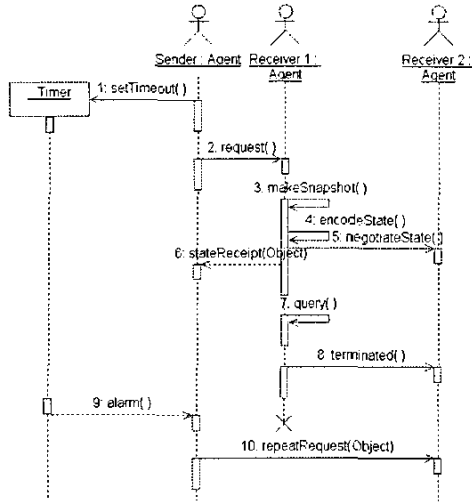 Sender : Agent
Receiver 1 :
Agent
Receiver 2 :
Agent
Timer
1: setTimeout( )
2. request( )
3. makeSnapshot( )
4: encodeState( )
5: negotiateState( )
6: stateReceipt(Object)
7. query( )
8 terminated( )
9: alarm( )
10. repeatRequest(Object)